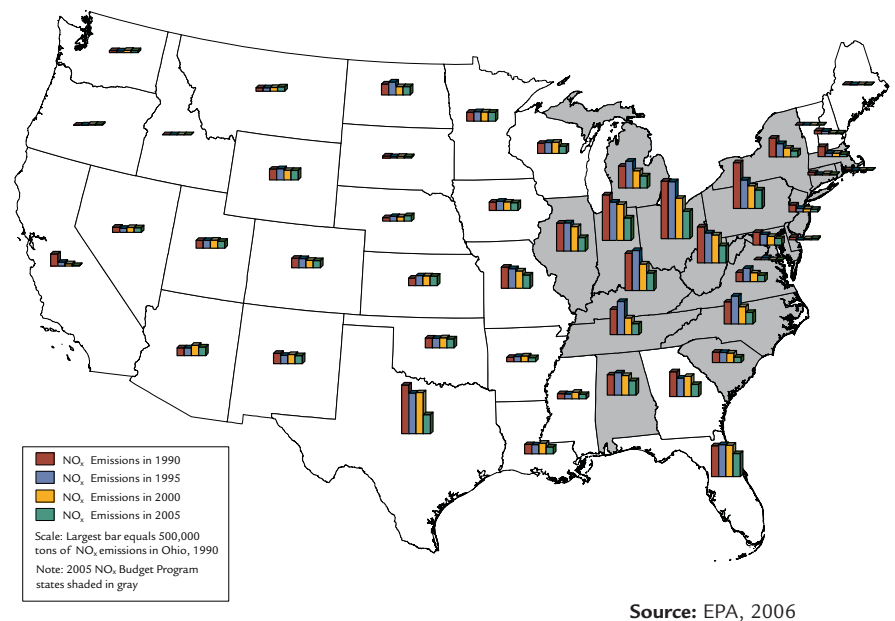 NOₓ Emissions in 1990
NOₓ Emissions in 1995
NOₓ Emissions in 2000
NOₓ Emissions in 2005
Scale: Largest bar equals 500,000
tons of NOₓ emissions in Ohio, 1990
Note: 2005 NOₓ Budget Program
states shaded in gray
Source: EPA, 2006